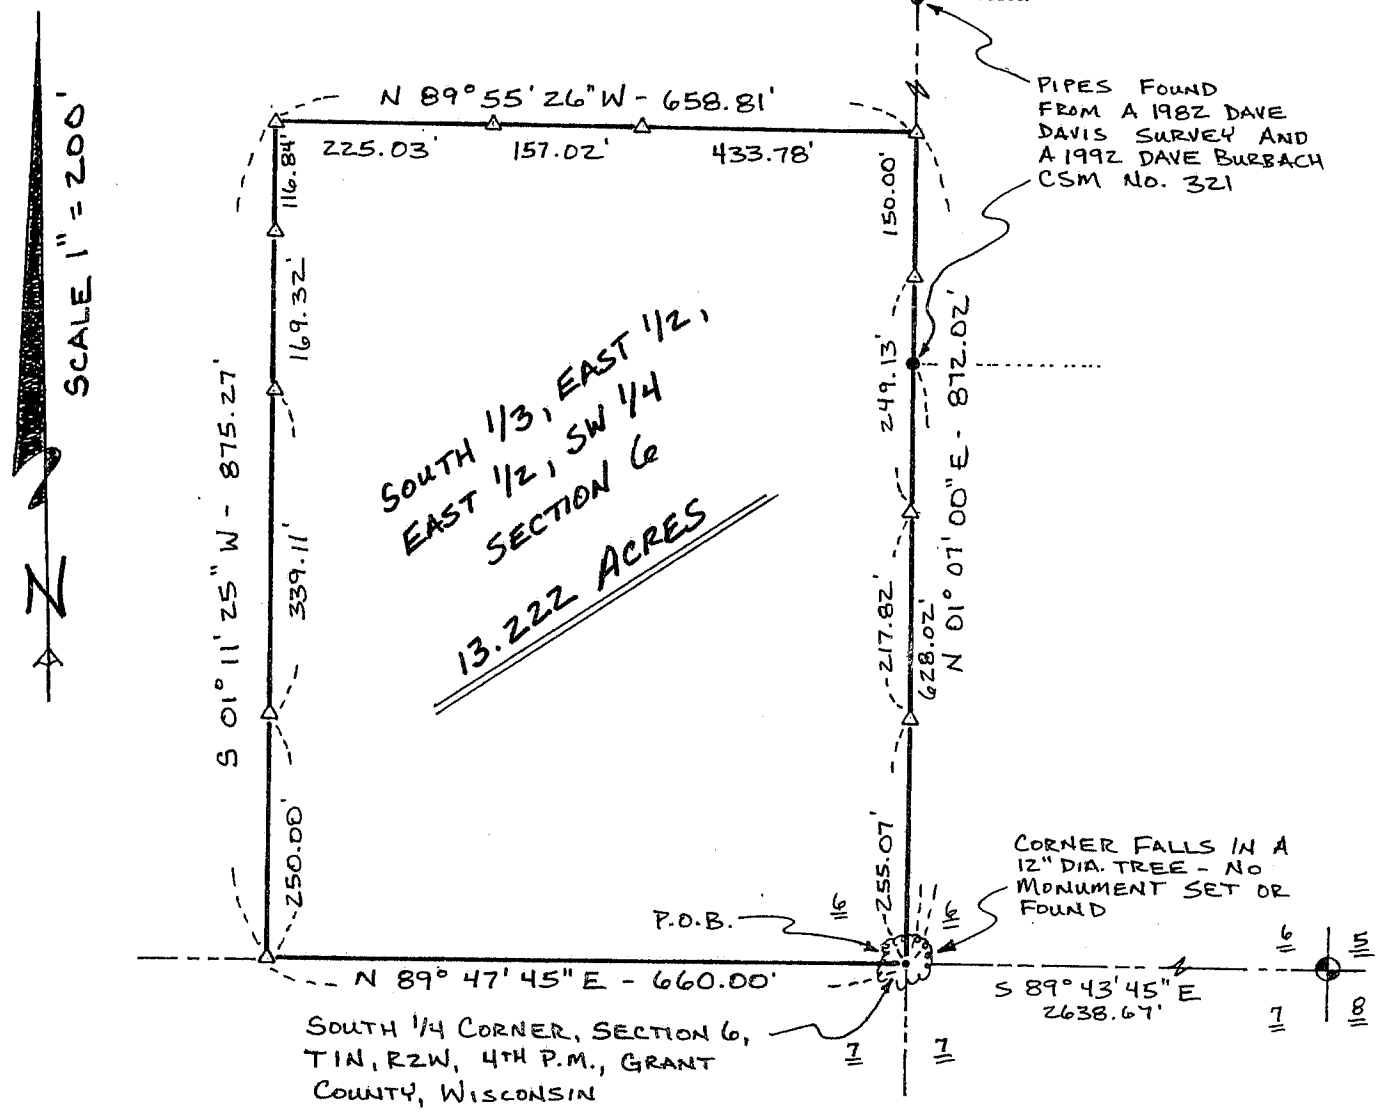 SCALE 1" = 200'
N
N 89° 55' 26" W - 658.81'
225.03'
157.02'
433.78'
116.84'
169.32'
339.11'
250.00'
S 01° 11' 25" W - 875.27'
150.00'
249.13'
217.82'
255.07'
628.02'
N 01° 07' 00" E - 872.02'
PIPES FOUND
FROM A 1982 DAVE
DAVIS SURVEY AND
A 1992 DAVE BURBACH
CSM NO. 321
SOUTH 1/3, EAST 1/2,
EAST 1/2, SW 1/4
SECTION 6
13.222 ACRES
CORNER FALLS IN A
12" DIA. TREE - NO
MONUMENT SET OR
FOUND
P.O.B.
6
6
6
5
N 89° 47' 45" E - 660.00'
S 89° 43' 45" E
2638.67'
7
8
7
7
SOUTH 1/4 CORNER, SECTION 6,
T1N, R2W, 4TH P.M., GRANT
COUNTY, WISCONSIN